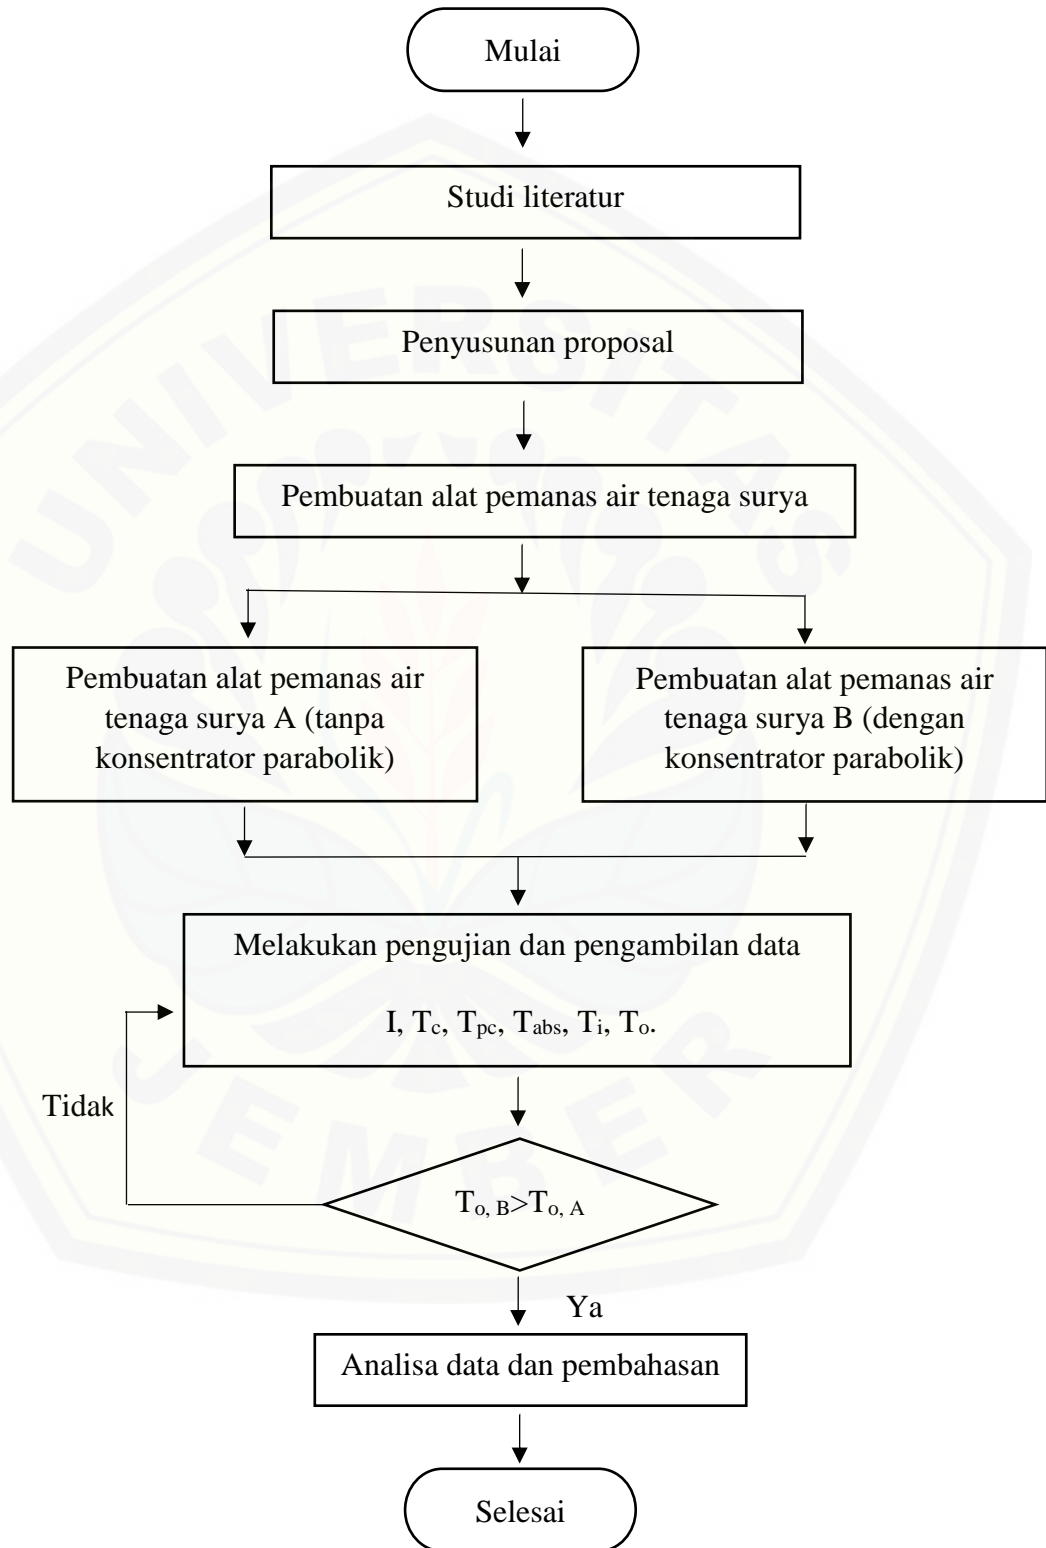 Mulai
Studi literatur
Penyusunan proposal
Pembuatan alat pemanas air tenaga surya
Pembuatan alat pemanas air
tenaga surya A (tanpa
konsentrator parabolik)
Pembuatan alat pemanas air
tenaga surya B (dengan
konsentrator parabolik)
Melakukan pengujian dan pengambilan data
I, Tc, Tpc, Tabs, Ti, To.
Tidak
To, B>To, A
Ya
Analisa data dan pembahasan
Selesai
UNIVERSITAS
JEMBER